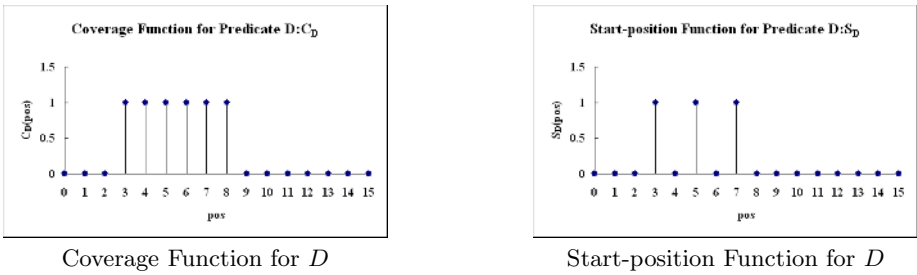 Coverage Function for Predicate D:C_D
1.5
1
0.5
0
C_D(pos)
0 1 2 3 4 5 6 7 8 9 10 11 12 13 14 15
pos
Coverage Function for D
Start-position Function for Predicate D:S_D
1.5
1
0.5
0
S_D(pos)
0 1 2 3 4 5 6 7 8 9 10 11 12 13 14 15
pos
Start-position Function for D